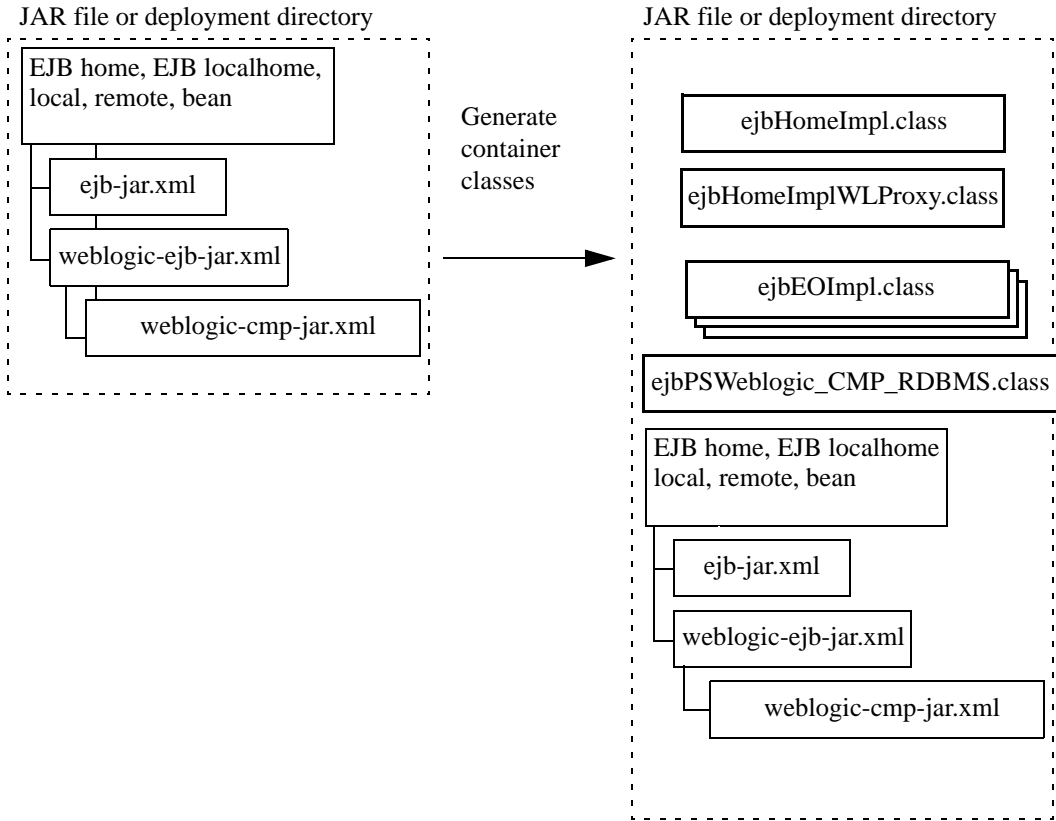 JAR file or deployment directory
EJB home, EJB localhome,
local, remote, bean
ejb-jar.xml
weblogic-ejb-jar.xml
weblogic-cmp-jar.xml
Generate
container
classes
JAR file or deployment directory
ejbHomeImpl.class
ejbHomeImplWLProxy.class
ejbEOImpl.class
ejbPSWeblogic_CMP_RDBMS.class
EJB home, EJB localhome
local, remote, bean
ejb-jar.xml
weblogic-ejb-jar.xml
weblogic-cmp-jar.xml